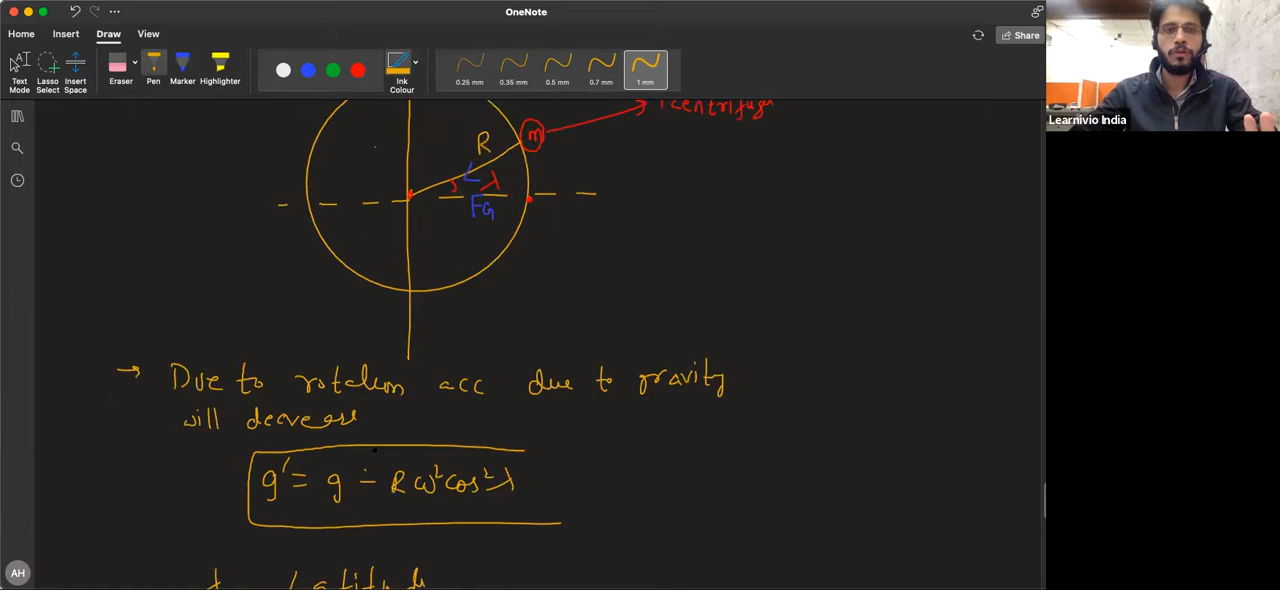 OneNote
Home Insert Draw View
Share
Text Mode
Lasso Select
Insert Space
Eraser
Pen
Marker
Highlighter
Ink Colour
0.25 mm 0.35 mm 0.5 mm 0.7 mm 1 mm
Learnivio India
m
R
λ
FG
→ Due to rotation acc due to gravity
will decrease
g' = g - Rω²cos²λ
AH